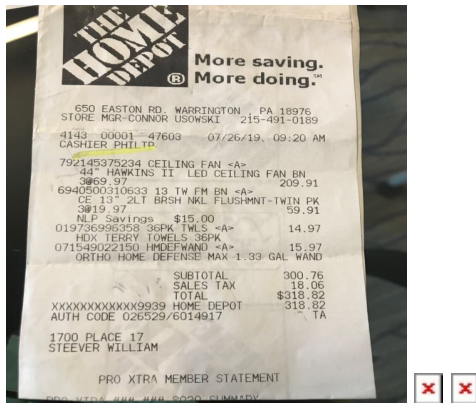 THE
HOME
DEPOT
®
More saving.
More doing.™
650 EASTON RD. WARRINGTON PA 18976
STORE MGR-CONNOR USOWSKI 215-491-0189
4143 00001 47603 07/26/19, 09:20 AM
CASHIER PHILIP
792145375234 CEILING FAN <A>
44" HAWKINS II LED CEILING FAN BN
3@69.97 209.91
6940500310633 13 TW FM BN <A>
CE 13" 2LT BRSH NKL FLUSHMNT-TWIN PK
3@19.97 59.91
NLP Savings $15.00
019736996358 36PK TWLS <A> 14.97
HDX TERRY TOWELS 36PK
071549022150 HMDEFWAND <A> 15.97
ORTHO HOME DEFENSE MAX 1.33 GAL WAND
SUBTOTAL 300.76
SALES TAX 18.06
TOTAL $318.82
XXXXXXXXXXXX9939 HOME DEPOT 318.82
AUTH CODE 026529/6014917 TA
1700 PLACE 17
STEEVER WILLIAM
PRO XTRA MEMBER STATEMENT
PRO XTRA ### ### SUMMARY